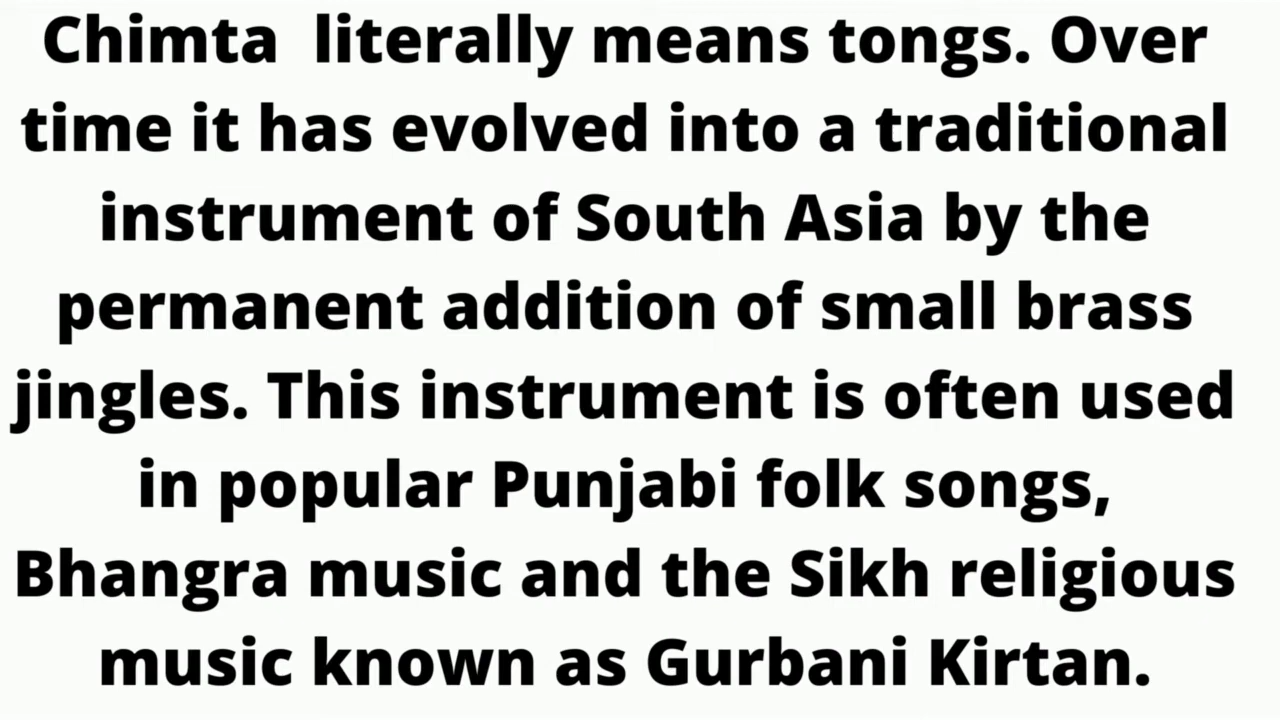 Chimta literally means tongs. Over
time it has evolved into a traditional
instrument of South Asia by the
permanent addition of small brass
jingles. This instrument is often used
in popular Punjabi folk songs,
Bhangra music and the Sikh religious
music known as Gurbani Kirtan.